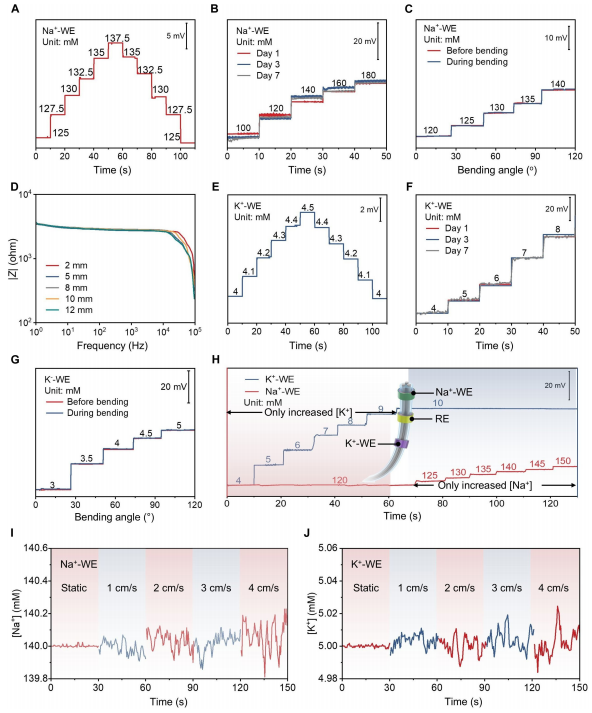 A
Na⁺-WE
Unit: mM
5 mV
125
127.5
130
132.5
135
137.5
135
132.5
130
127.5
125
0 20 40 60 80 100
Time (s)
B
Na⁺-WE
Unit: mM
Day 1
Day 3
Day 7
20 mV
100
120
140
160
180
0 10 20 30 40 50
Time (s)
C
Na⁺-WE
Unit: mM
Before bending
During bending
10 mV
120
125
130
135
140
0 30 60 90 120
Bending angle (°)
D
|Z| (ohm)
10⁴
10³
10²
2 mm
5 mm
8 mm
10 mm
12 mm
10⁰ 10¹ 10² 10³ 10⁴ 10⁵
Frequency (Hz)
E
K⁺-WE
Unit: mM
2 mV
4
4.1
4.2
4.3
4.4
4.5
4.4
4.3
4.2
4.1
4
0 20 40 60 80 100
Time (s)
F
K⁺-WE
Unit: mM
Day 1
Day 3
Day 7
20 mV
4
5
6
7
8
0 10 20 30 40 50
Time (s)
G
K⁻-WE
Unit: mM
Before bending
During bending
20 mV
3
3.5
4
4.5
5
0 30 60 90 120
Bending angle (°)
H
K⁺-WE
Na⁺-WE
Unit: mM
Only increased [K⁺]
20 mV
Na⁺-WE
RE
K⁺-WE
4
5
6
7
8
9
10
120
125
130
135
140
145
150
Only increased [Na⁺]
0 20 40 60 80 100 120
Time (s)
I
[Na⁺] (mM)
140.6
140.4
140.2
140.0
139.8
Na⁺-WE
Static 1 cm/s 2 cm/s 3 cm/s 4 cm/s
0 30 60 90 120 150
Time (s)
J
[K⁺] (mM)
5.06
5.04
5.02
5.00
4.98
K⁺-WE
Static 1 cm/s 2 cm/s 3 cm/s 4 cm/s
0 30 60 90 120 150
Time (s)